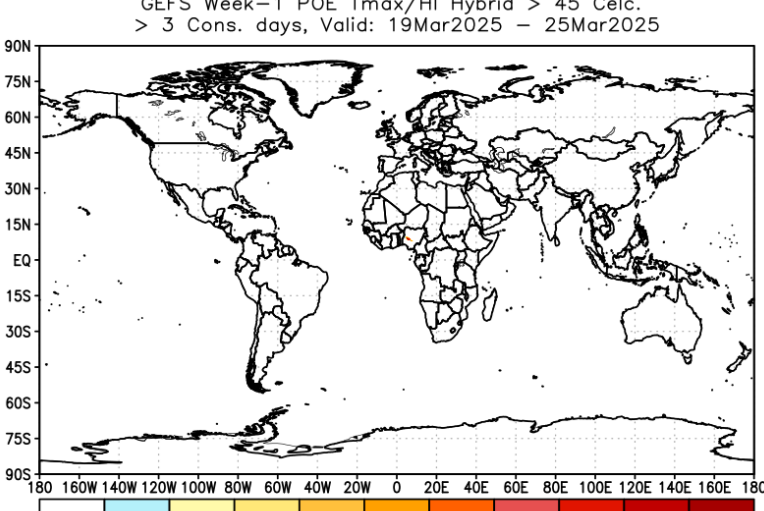 GEFS Week-1 POE Tmax/HI Hybrid > 45 Celc.
> 3 Cons. days, Valid: 19Mar2025 - 25Mar2025
90N
75N
60N
45N
30N
15N
EQ
15S
30S
45S
60S
75S
90S
180 160W 140W 120W 100W 80W 60W 40W 20W 0 20E 40E 60E 80E 100E 120E 140E 160E 180